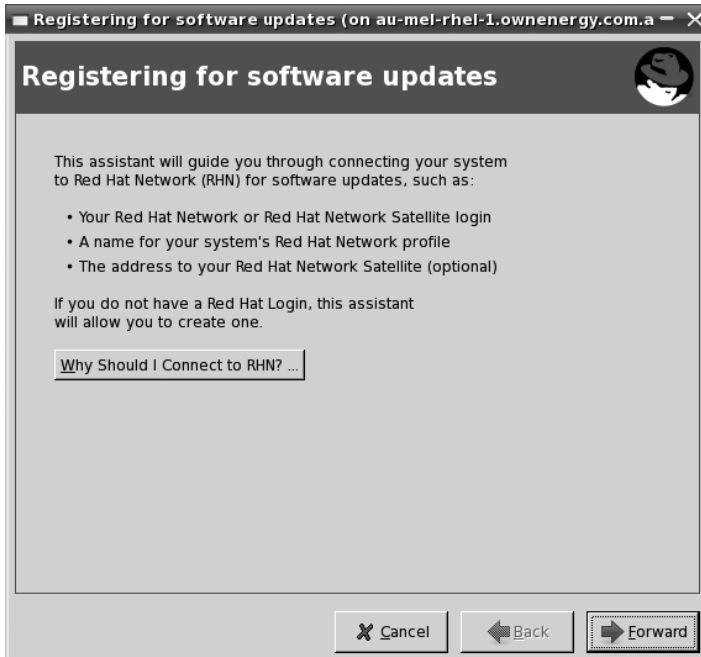 Registering for software updates (on au-mel-rhel-1.ownenergy.com.a
Registering for software updates
This assistant will guide you through connecting your system
to Red Hat Network (RHN) for software updates, such as:
• Your Red Hat Network or Red Hat Network Satellite login
• A name for your system's Red Hat Network profile
• The address to your Red Hat Network Satellite (optional)
If you do not have a Red Hat Login, this assistant
will allow you to create one.
Why Should I Connect to RHN? ...
Cancel
Back
Forward